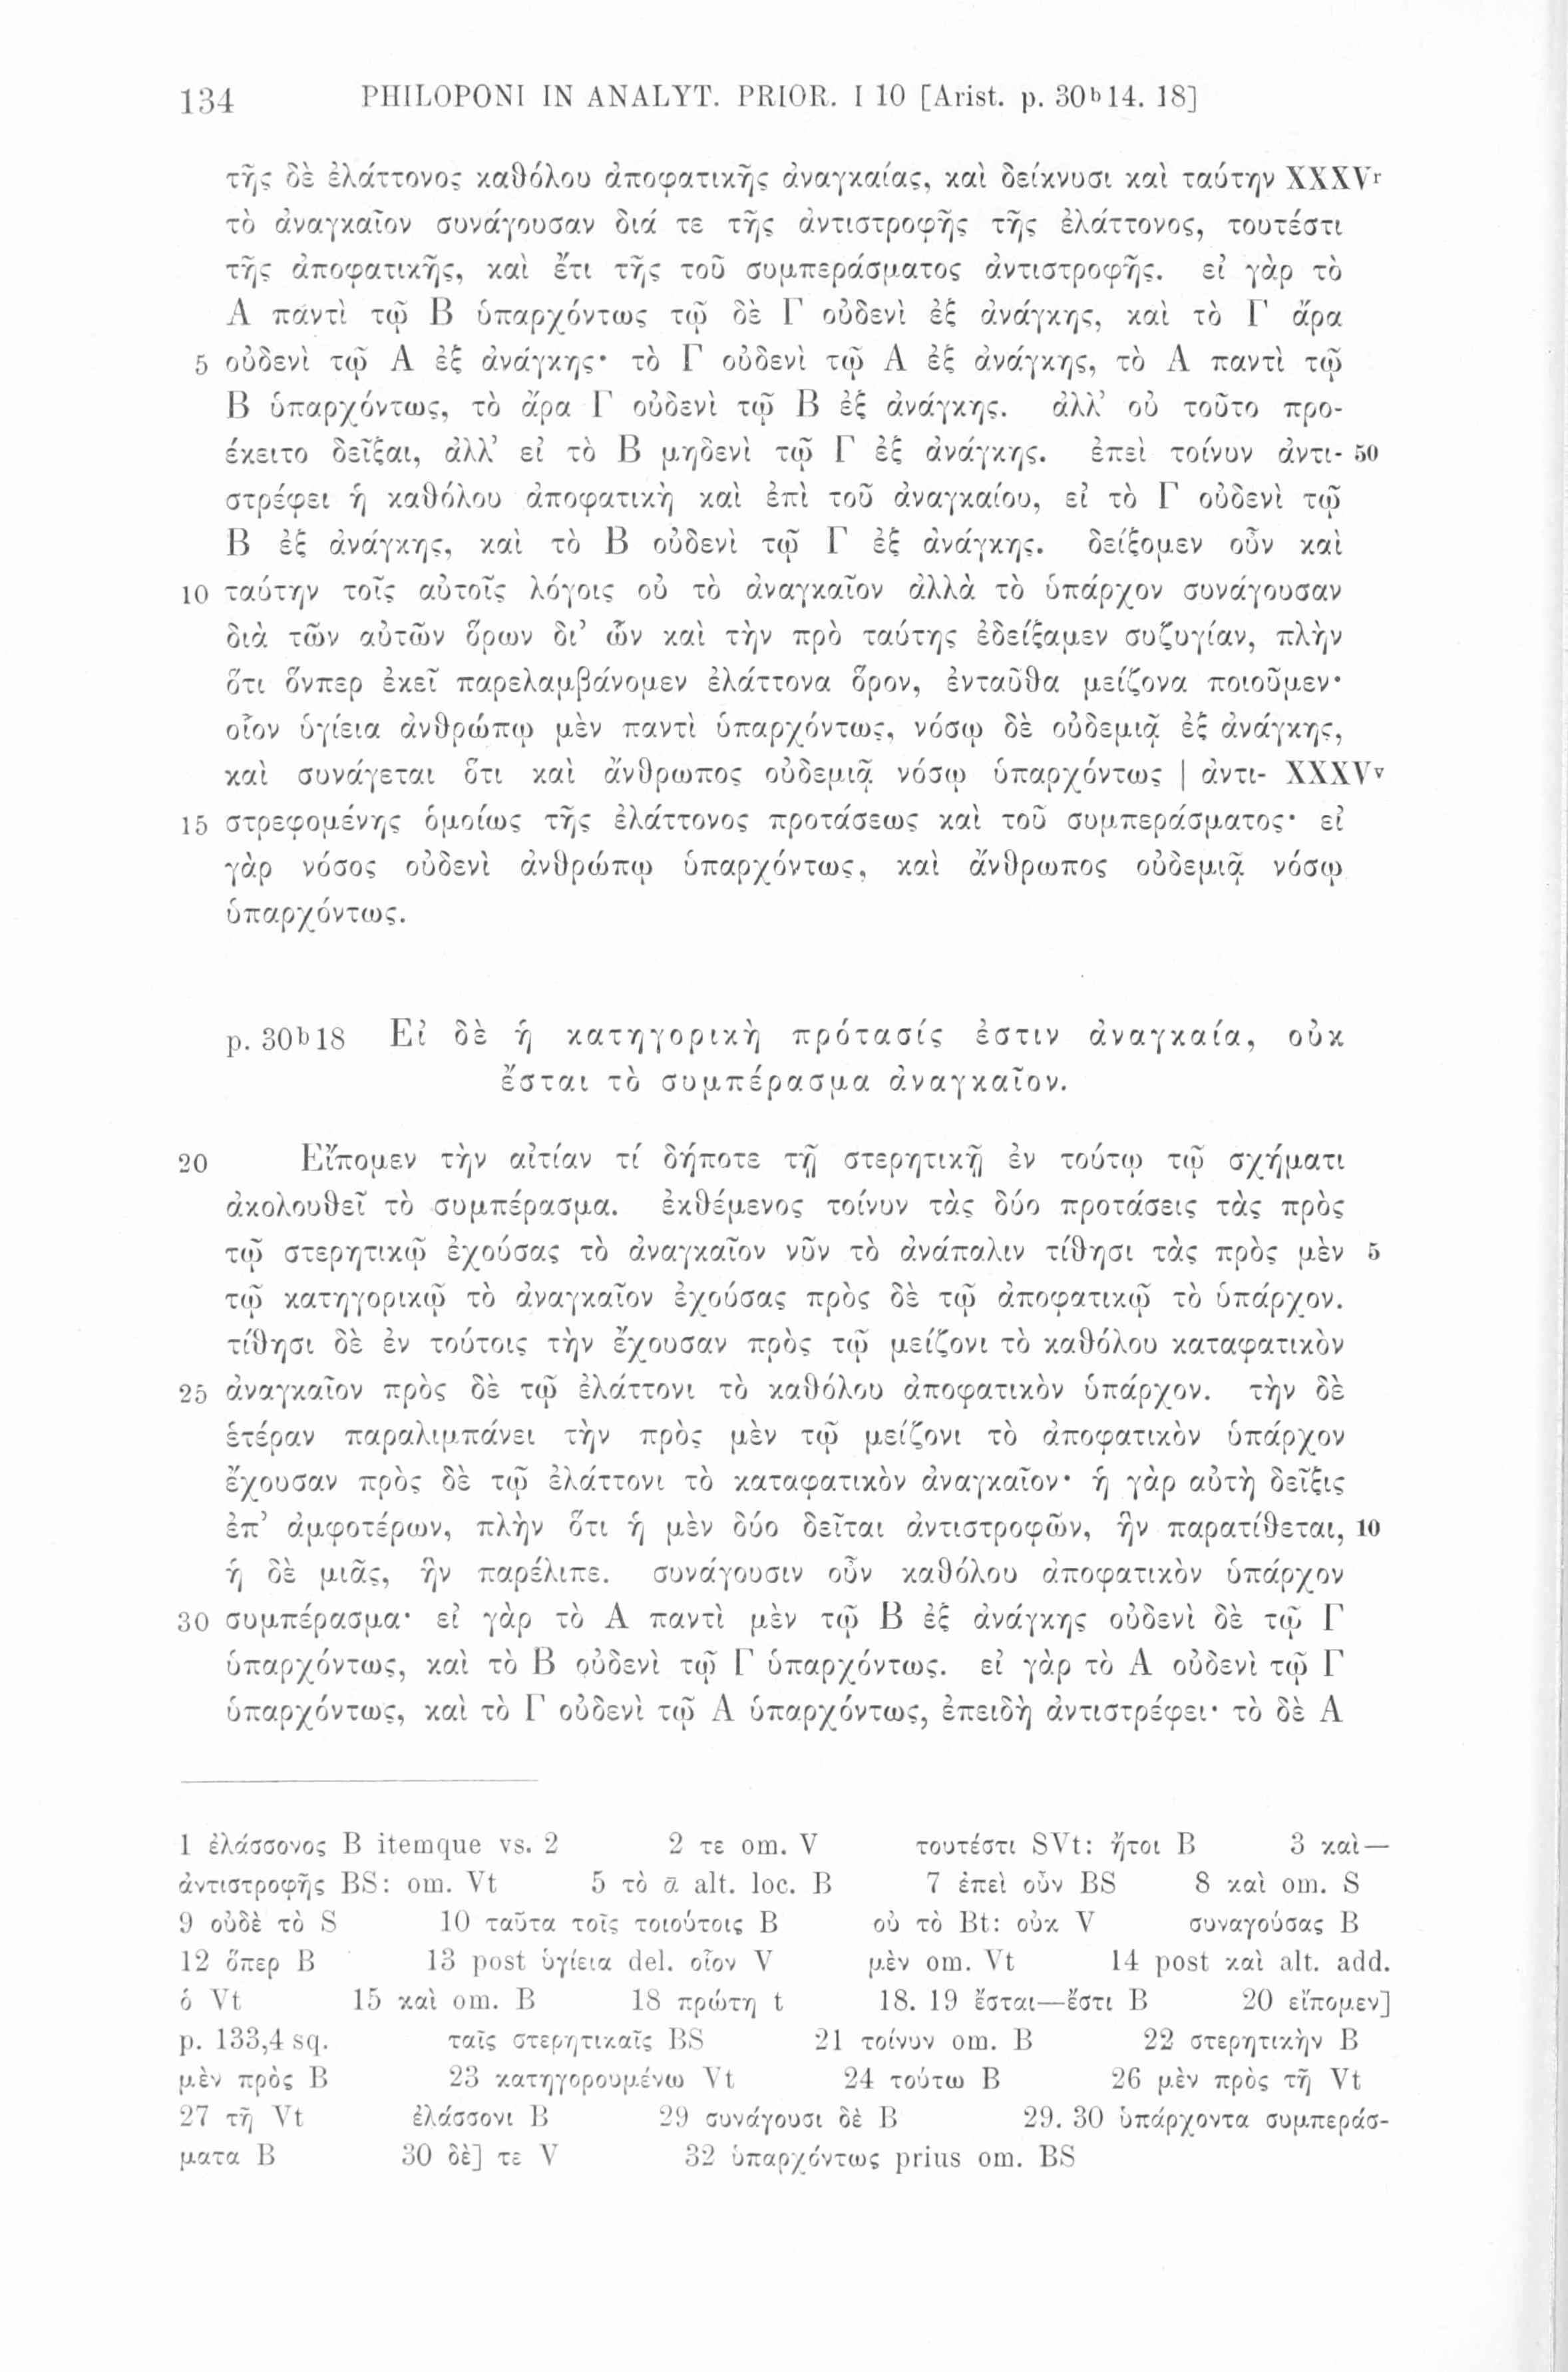 134 PHILOPONI IN ANALYT. PRIOR. I 10 [Arist. p. 30b14. 18]
τῆς δὲ ἐλάττονος καθόλου ἀποφατικῆς ἀναγκαίας, καὶ δείκνυσι καὶ ταύτην XXXVr
τὸ ἀναγκαῖον συνάγουσαν διά τε τῆς ἀντιστροφῆς τῆς ἐλάττονος, τουτέστι
τῆς ἀποφατικῆς, καὶ ἔτι τῆς τοῦ συμπεράσματος ἀντιστροφῆς. εἰ γὰρ τὸ
Α παντὶ τῷ Β ὑπαρχόντως τῷ δὲ Γ οὐδενὶ ἐξ ἀνάγκης, καὶ τὸ Γ ἄρα
5 οὐδενὶ τῷ Α ἐξ ἀνάγκης· τὸ Γ οὐδενὶ τῷ Α ἐξ ἀνάγκης, τὸ Α παντὶ τῷ
Β ὑπαρχόντως, τὸ ἄρα Γ οὐδενὶ τῷ Β ἐξ ἀνάγκης. ἀλλ’ οὐ τοῦτο προ-
έκειτο δεῖξαι, ἀλλ’ εἰ τὸ Β μηδενὶ τῷ Γ ἐξ ἀνάγκης. ἐπεὶ τοίνυν ἀντι- 50
στρέφει ἡ καθόλου ἀποφατικὴ καὶ ἐπὶ τοῦ ἀναγκαίου, εἰ τὸ Γ οὐδενὶ τῷ
Β ἐξ ἀνάγκης, καὶ τὸ Β οὐδενὶ τῷ Γ ἐξ ἀνάγκης. δείξομεν οὖν καὶ
10 ταύτην τοῖς αὐτοῖς λόγοις οὐ τὸ ἀναγκαῖον ἀλλὰ τὸ ὑπάρχον συνάγουσαν
διὰ τῶν αὐτῶν ὅρων δι’ ὧν καὶ τὴν πρὸ ταύτης ἐδείξαμεν συζυγίαν, πλὴν
ὅτι ὅνπερ ἐκεῖ παρελαμβάνομεν ἐλάττονα ὅρον, ἐνταῦθα μείζονα ποιοῦμεν·
οἷον ὑγίεια ἀνθρώπῳ μὲν παντὶ ὑπαρχόντως, νόσῳ δὲ οὐδεμιᾷ ἐξ ἀνάγκης,
καὶ συνάγεται ὅτι καὶ ἄνθρωπος οὐδεμιᾷ νόσῳ ὑπαρχόντως | ἀντι- XXXVv
15 στρεφομένης ὁμοίως τῆς ἐλάττονος προτάσεως καὶ τοῦ συμπεράσματος· εἰ
γὰρ νόσος οὐδενὶ ἀνθρώπῳ ὑπαρχόντως, καὶ ἄνθρωπος οὐδεμιᾷ νόσῳ
ὑπαρχόντως.
p. 30b18 Εἰ δὲ ἡ κατηγορικὴ πρότασίς ἐστιν ἀναγκαία, οὐκ
ἔσται τὸ συμπέρασμα ἀναγκαῖον.
20 Εἴπομεν τὴν αἰτίαν τί δήποτε τῇ στερητικῇ ἐν τούτῳ τῷ σχήματι
ἀκολουθεῖ τὸ συμπέρασμα. ἐκθέμενος τοίνυν τὰς δύο προτάσεις τὰς πρὸς
τῷ στερητικῷ ἐχούσας τὸ ἀναγκαῖον νῦν τὸ ἀνάπαλιν τίθησι τὰς πρὸς μὲν 5
τῷ κατηγορικῷ τὸ ἀναγκαῖον ἐχούσας πρὸς δὲ τῷ ἀποφατικῷ τὸ ὑπάρχον.
τίθησι δὲ ἐν τούτοις τὴν ἔχουσαν πρὸς τῷ μείζονι τὸ καθόλου καταφατικὸν
25 ἀναγκαῖον πρὸς δὲ τῷ ἐλάττονι τὸ καθόλου ἀποφατικὸν ὑπάρχον. τὴν δὲ
ἑτέραν παραλιμπάνει τὴν πρὸς μὲν τῷ μείζονι τὸ ἀποφατικὸν ὑπάρχον
ἔχουσαν πρὸς δὲ τῷ ἐλάττονι τὸ καταφατικὸν ἀναγκαῖον· ἡ γὰρ αὐτὴ δεῖξις
ἐπ’ ἀμφοτέρων, πλὴν ὅτι ἡ μὲν δύο δεῖται ἀντιστροφῶν, ἣν παρατίθεται, 10
ἡ δὲ μιᾶς, ἣν παρέλιπε. συνάγουσιν οὖν καθόλου ἀποφατικὸν ὑπάρχον
30 συμπέρασμα· εἰ γὰρ τὸ Α παντὶ μὲν τῷ Β ἐξ ἀνάγκης οὐδενὶ δὲ τῷ Γ
ὑπαρχόντως, καὶ τὸ Β οὐδενὶ τῷ Γ ὑπαρχόντως. εἰ γὰρ τὸ Α οὐδενὶ τῷ Γ
ὑπαρχόντως, καὶ τὸ Γ οὐδενὶ τῷ Α ὑπαρχόντως, ἐπειδὴ ἀντιστρέφει· τὸ δὲ Α
1 ἐλάσσονος B itemque vs. 2 2 τε om. V τουτέστι SVt: ἤτοι B 3 καὶ—
ἀντιστροφῆς BS: om. Vt 5 τὸ α alt. loc. B 7 ἐπεὶ οὖν BS 8 καὶ om. S
9 οὐδὲ τὸ S 10 ταῦτα τοῖς τοιούτοις B οὐ τὸ Bt: οὐκ V συναγούσας B
12 ὅπερ B 13 post ὑγίεια del. οἷον V μὲν om. Vt 14 post καὶ alt. add.
ὁ Vt 15 καὶ om. B 18 πρώτη t 18. 19 ἔσται—ἔστι B 20 εἴπομεν]
p. 133,4 sq. ταῖς στερητικαῖς BS 21 τοίνυν om. B 22 στερητικὴν B
μὲν πρὸς B 23 κατηγορουμένω Vt 24 τούτω B 26 μὲν πρὸς τῇ Vt
27 τῇ Vt ἐλάσσονι B 29 συνάγουσι δὲ B 29. 30 ὑπάρχοντα συμπεράσ-
ματα B 30 δὲ] τε V 32 ὑπαρχόντως prius om. BS